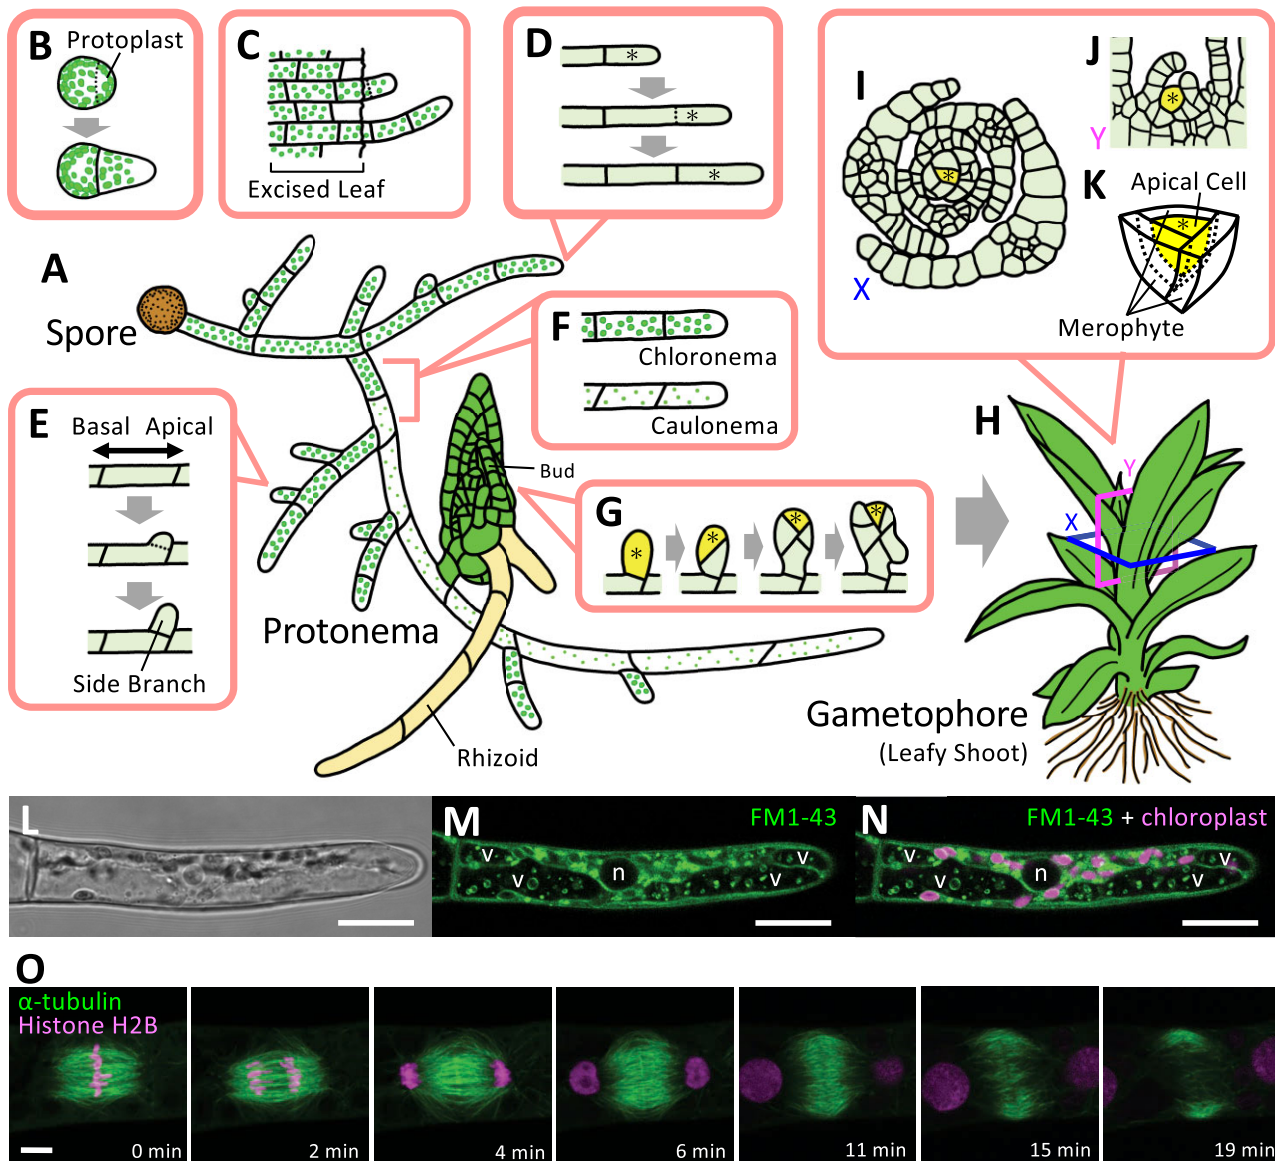 B
Protoplast
C
Excised Leaf
D
*
*
*
I
*
X
J
*
Y
K
Apical Cell
*
Merophyte
A
Spore
F
Chloronema
Caulonema
E
Basal Apical
Side Branch
Bud
G
*
*
*
*
H
Y
X
Protonema
Rhizoid
Gametophore
(Leafy Shoot)
L
M
FM1-43
v
v
n
v
v
N
FM1-43 + chloroplast
v
v
n
v
v
O
α-tubulin
Histone H2B
0 min
2 min
4 min
6 min
11 min
15 min
19 min